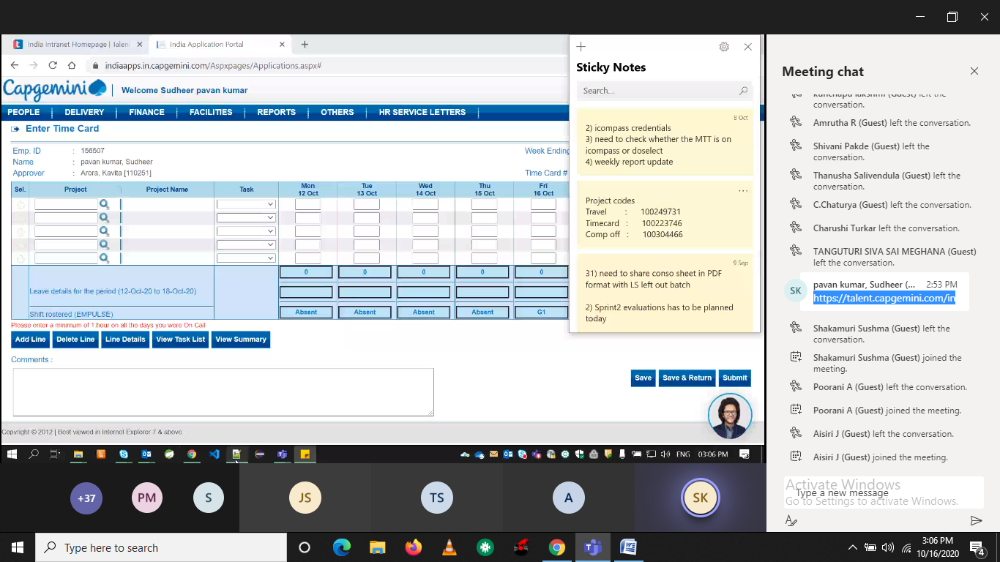 India Intranet Homepage | Talent
India Application Portal
indiaapps.in.capgemini.com/Aspxpages/Applications.aspx#
Capgemini
Welcome Sudheer pavan kumar
PEOPLE
DELIVERY
FINANCE
FACILITIES
REPORTS
OTHERS
HR SERVICE LETTERS
Enter Time Card
Emp. ID : 156507
Name : pavan kumar, Sudheer
Week Ending
Approver : Arora, Kavita [110251]
Time Card #
Sel. Project Project Name Task Mon Tue Wed Thu Fri
12 Oct 13 Oct 14 Oct 15 Oct 16 Oct
0 0 0 0 0
Leave details for the period (12-Oct-20 to 18-Oct-20)
Shift rostered (EMPULSE) Absent Absent Absent Absent G1
Please enter a minimum of 1 hour on all the days you were On Call
Add Line Delete Line Line Details View Task List View Summary
Comments :
Save Save & Return Submit
Copyright © 2012 | Best viewed in Internet Explorer 7 & above
Sticky Notes
Search...
8 Oct
2) icompass credentials
3) need to check whether the MTT is on
icompass or doselect
4) weekly report update
...
Project codes
Travel : 100249731
Timecard : 100223746
Comp off : 100304466
9 Sep
31) need to share conso sheet in PDF
format with LS left out batch
2) Sprint2 evaluations has to be planned
today
ENG 03:06 PM
+37 PM S JS TS A SK
Meeting chat
kunchapu lakshmi (Guest) left the
conversation.
Amrutha R (Guest) left the conversation.
Shivani Pakde (Guest) left the
conversation.
Thanusha Salivendula (Guest) left the
conversation.
C.Chaturya (Guest) left the conversation.
Charushi Turkar left the conversation.
TANGUTURI SIVA SAI MEGHANA (Guest)
left the conversation.
SK
pavan kumar, Sudheer (... 2:53 PM
https://talent.capgemini.com/in
Shakamuri Sushma (Guest) left the
conversation.
Shakamuri Sushma (Guest) joined the
meeting.
Poorani A (Guest) left the conversation.
Poorani A (Guest) joined the meeting.
Aisiri J (Guest) left the conversation.
Aisiri J (Guest) joined the meeting.
Activate Windows
Type a new message
Go to Settings to activate Windows.
Type here to search
3:06 PM
10/16/2020
4